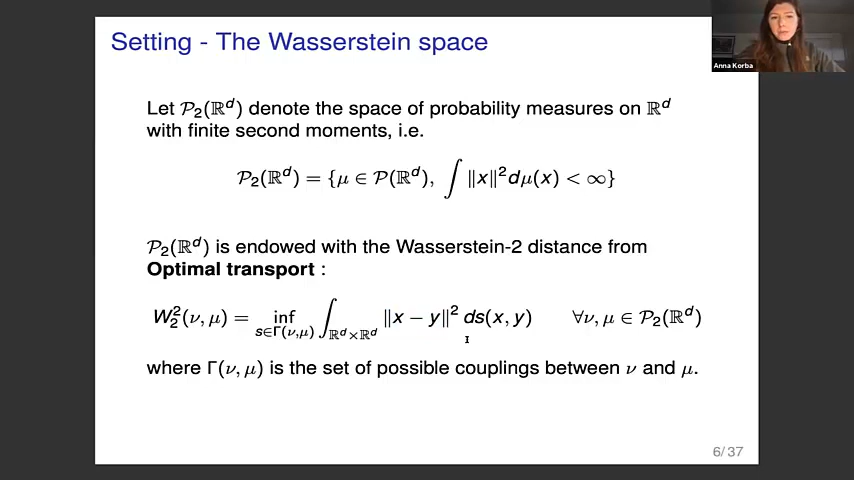 Setting - The Wasserstein space
Anna Korba
Let 𝒫₂(ℝᵈ) denote the space of probability measures on ℝᵈ
with finite second moments, i.e.
𝒫₂(ℝᵈ) = {μ ∈ 𝒫(ℝᵈ), ∫ ‖x‖²dμ(x) < ∞}
𝒫₂(ℝᵈ) is endowed with the Wasserstein-2 distance from
Optimal transport :
W₂²(ν, μ) = inf_{s∈Γ(ν,μ)} ∫_{ℝᵈ×ℝᵈ} ‖x − y‖² ds(x, y) ∀ν, μ ∈ 𝒫₂(ℝᵈ)
where Γ(ν, μ) is the set of possible couplings between ν and μ.
6/37